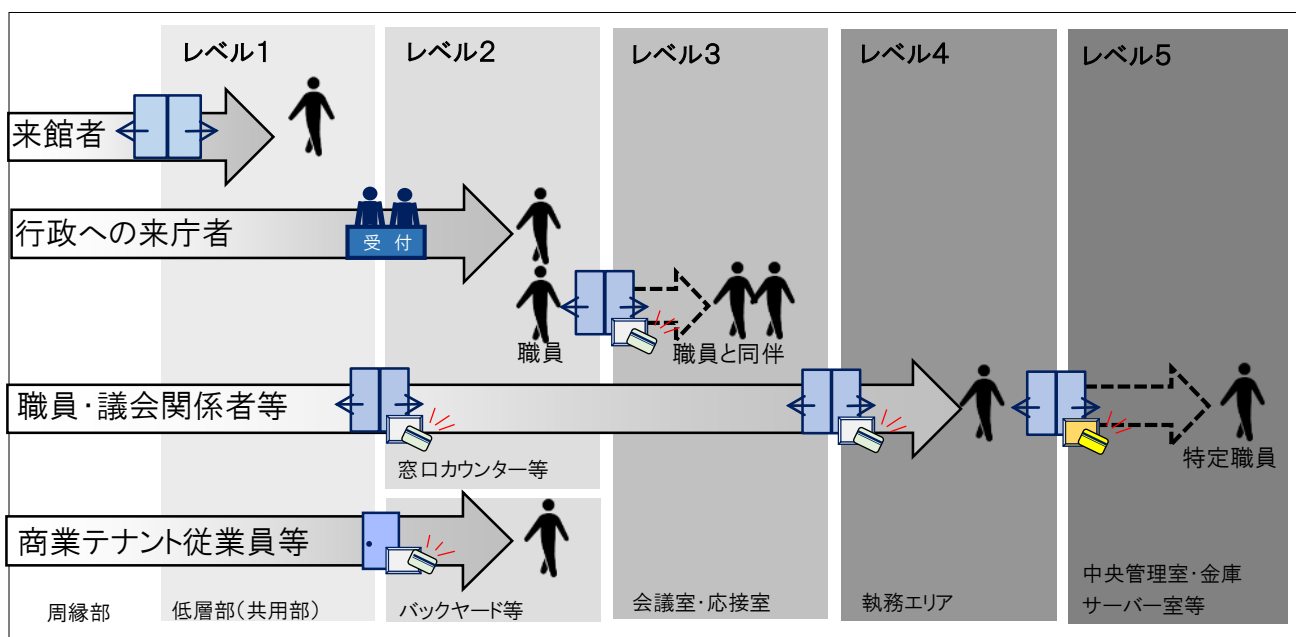 レベル1
レベル2
レベル3
レベル4
レベル5
来館者
行政への来庁者
受 付
職員
職員と同伴
職員・議会関係者等
特定職員
窓口カウンター等
商業テナント従業員等
周縁部
低層部(共用部)
バックヤード等
会議室・応接室
執務エリア
中央管理室・金庫
サーバー室等